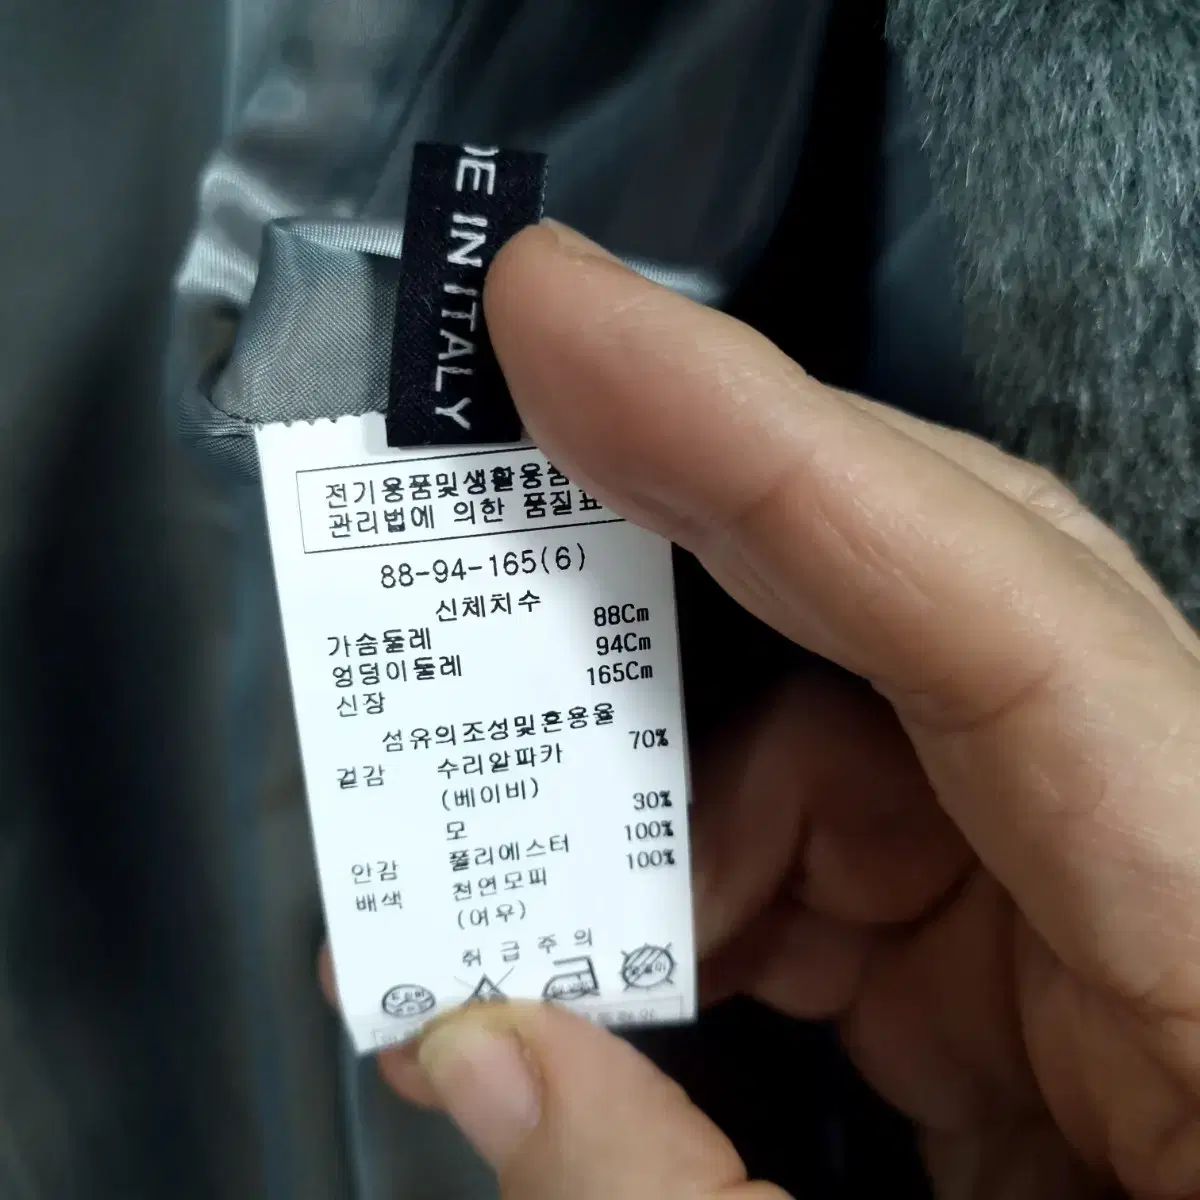 DE IN ITALY
전기용품및생활용품
관리법에 의한 품질표
88-94-165(6)
신체치수
가슴둘레 88Cm
엉덩이둘레 94Cm
신장 165Cm
섬유의조성및혼용율
겉감 수리알파카 70%
(베이비)
모 30%
안감 폴리에스터 100%
배색 천연모피 100%
(여우)
취급주의